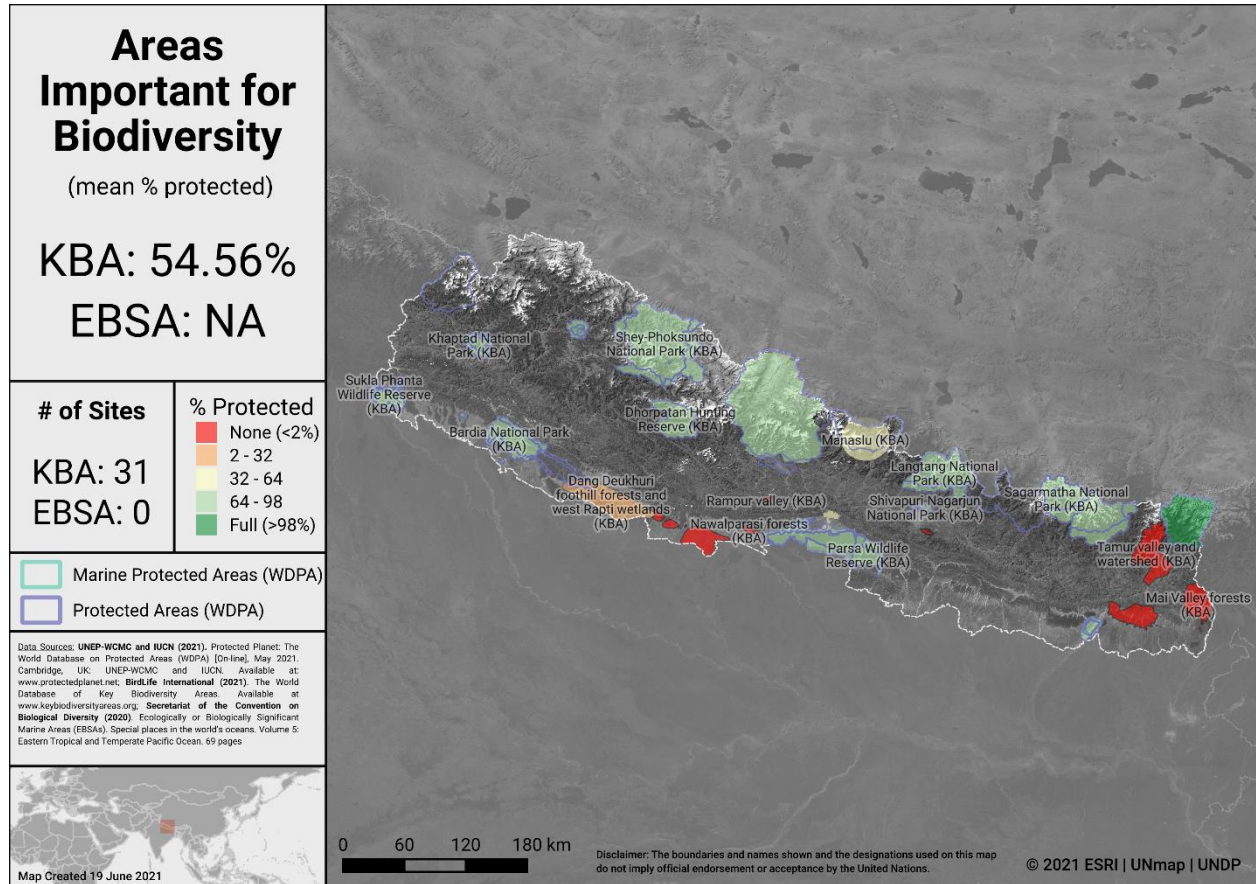 Areas
Important for
Biodiversity
(mean % protected)
KBA: 54.56%
EBSA: NA
# of Sites
KBA: 31
EBSA: 0
% Protected
None (<2%)
2 - 32
32 - 64
64 - 98
Full (>98%)
Marine Protected Areas (WDPA)
Protected Areas (WDPA)
Data Sources: UNEP-WCMC and IUCN (2021). Protected Planet: The
World Database on Protected Areas (WDPA) [On-line], May 2021.
Cambridge, UK: UNEP-WCMC and IUCN. Available at:
www.protectedplanet.net; BirdLife International (2021). The World
Database of Key Biodiversity Areas. Available at
www.keybiodiversityareas.org; Secretariat of the Convention on
Biological Diversity (2020). Ecologically or Biologically Significant
Marine Areas (EBSAs). Special places in the world's oceans. Volume 5:
Eastern Tropical and Temperate Pacific Ocean. 69 pages
Map Created 19 June 2021
Khaptad National
Park (KBA)
Shey-Phoksundo
National Park (KBA)
Sukla Phanta
Wildlife Reserve
(KBA)
Dhorpatan Hunting
Reserve (KBA)
Bardia National Park
(KBA)
Manaslu (KBA)
Langtang National
Park (KBA)
Dang Deukhuri
foothill forests and
west Rapti wetlands
(KBA)
Rampur valley (KBA)
Shivapuri-Nagarjun
National Park (KBA)
Sagarmatha National
Park (KBA)
Nawalparasi forests
(KBA)
Parsa Wildlife
Reserve (KBA)
Tamur valley and
watershed (KBA)
Mai Valley forests
(KBA)
0 60 120 180 km
Disclaimer: The boundaries and names shown and the designations used on this map
do not imply official endorsement or acceptance by the United Nations.
© 2021 ESRI | UNmap | UNDP